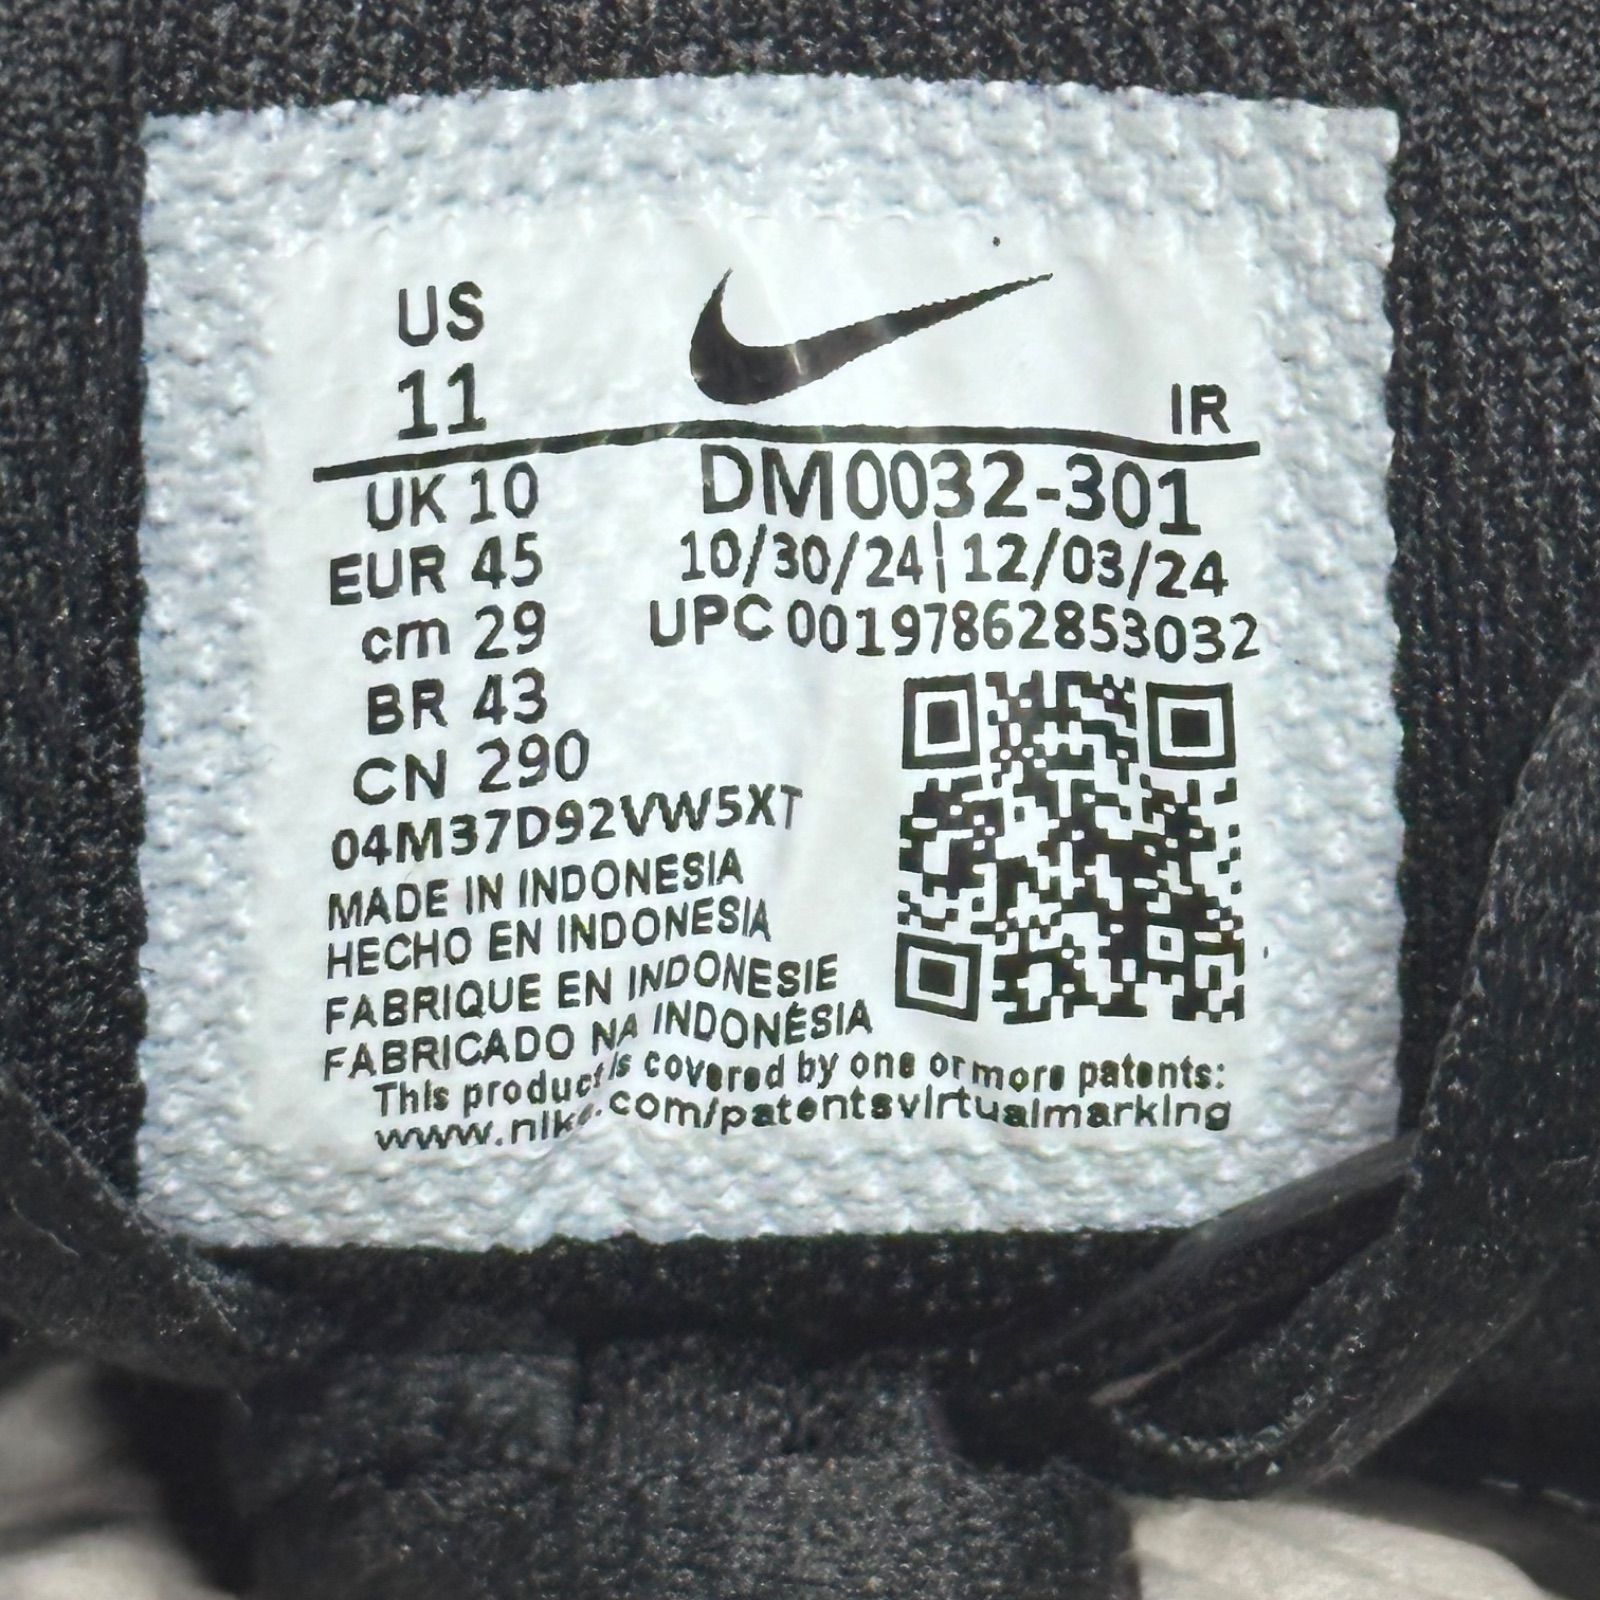 US
11
IR
UK 10
EUR 45
cm 29
BR 43
CN 290
DM0032-301
10/30/24 | 12/03/24
UPC 00197862853032
04M37D92VW5XT
MADE IN INDONESIA
HECHO EN INDONESIA
FABRIQUE EN INDONESIE
FABRICADO NA INDONÉSIA
This product is covered by one or more patents:
www.nike.com/patentsvirtualmarking